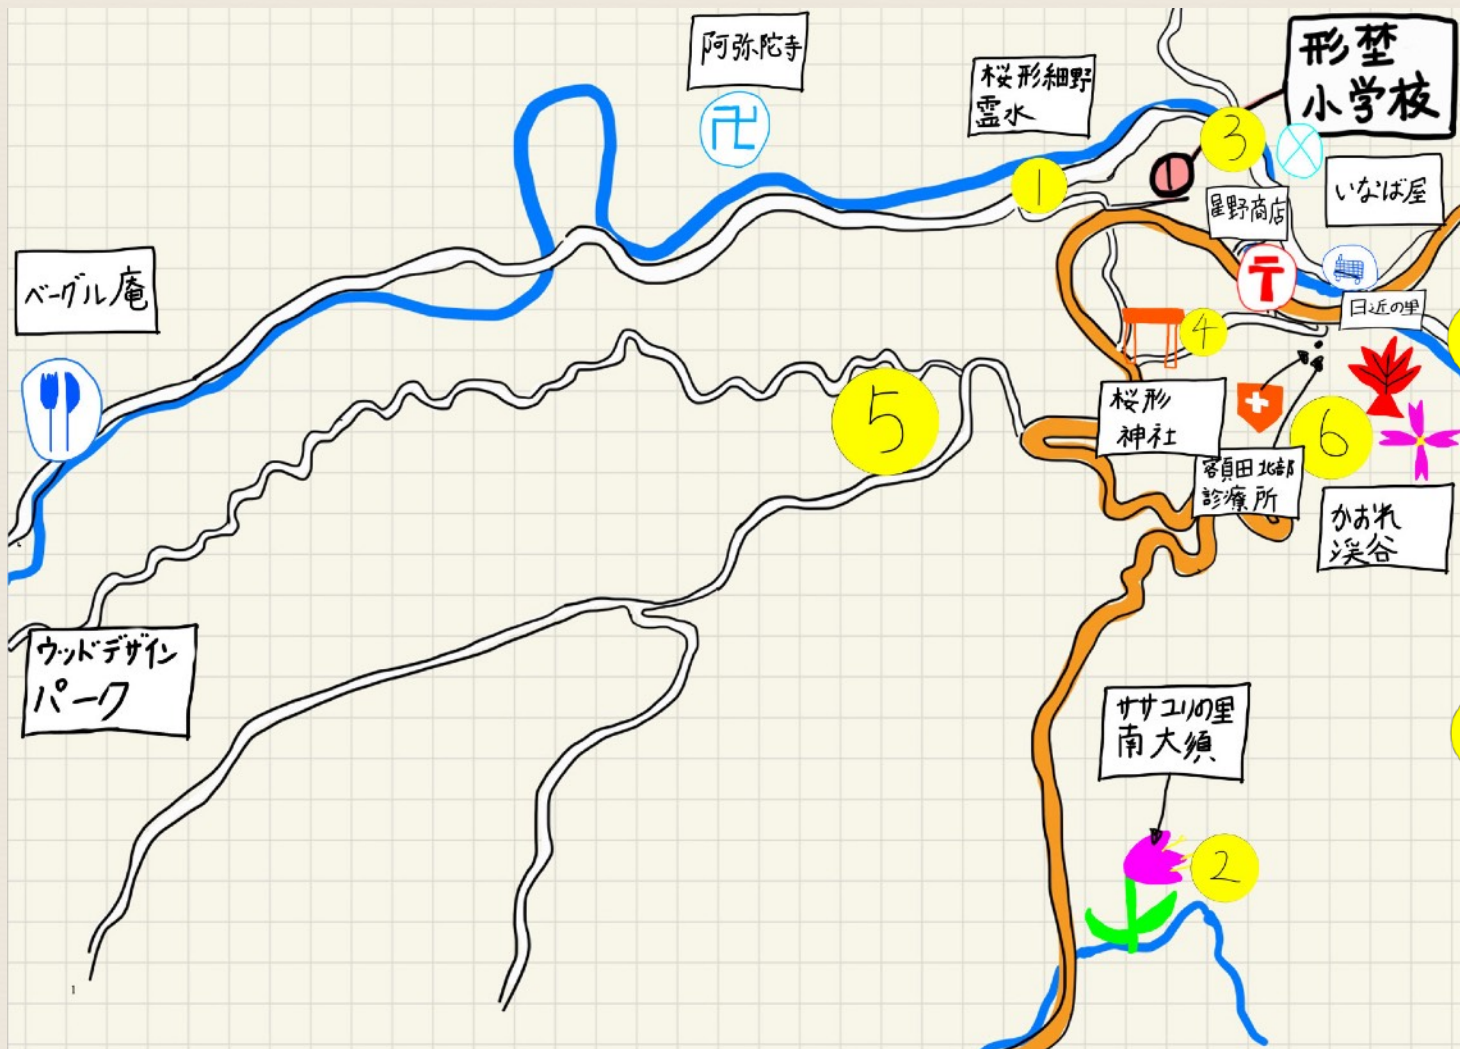 阿弥陀寺
桜形細野
霊水
形埜
小学校
3
1
いなば屋
星野商店
ベーグル庵
日近の里
4
桜形
神社
5
6
額田北部
診療所
かおれ
渓谷
ウッドデザイン
パーク
ササユリの里
南大須
2
1